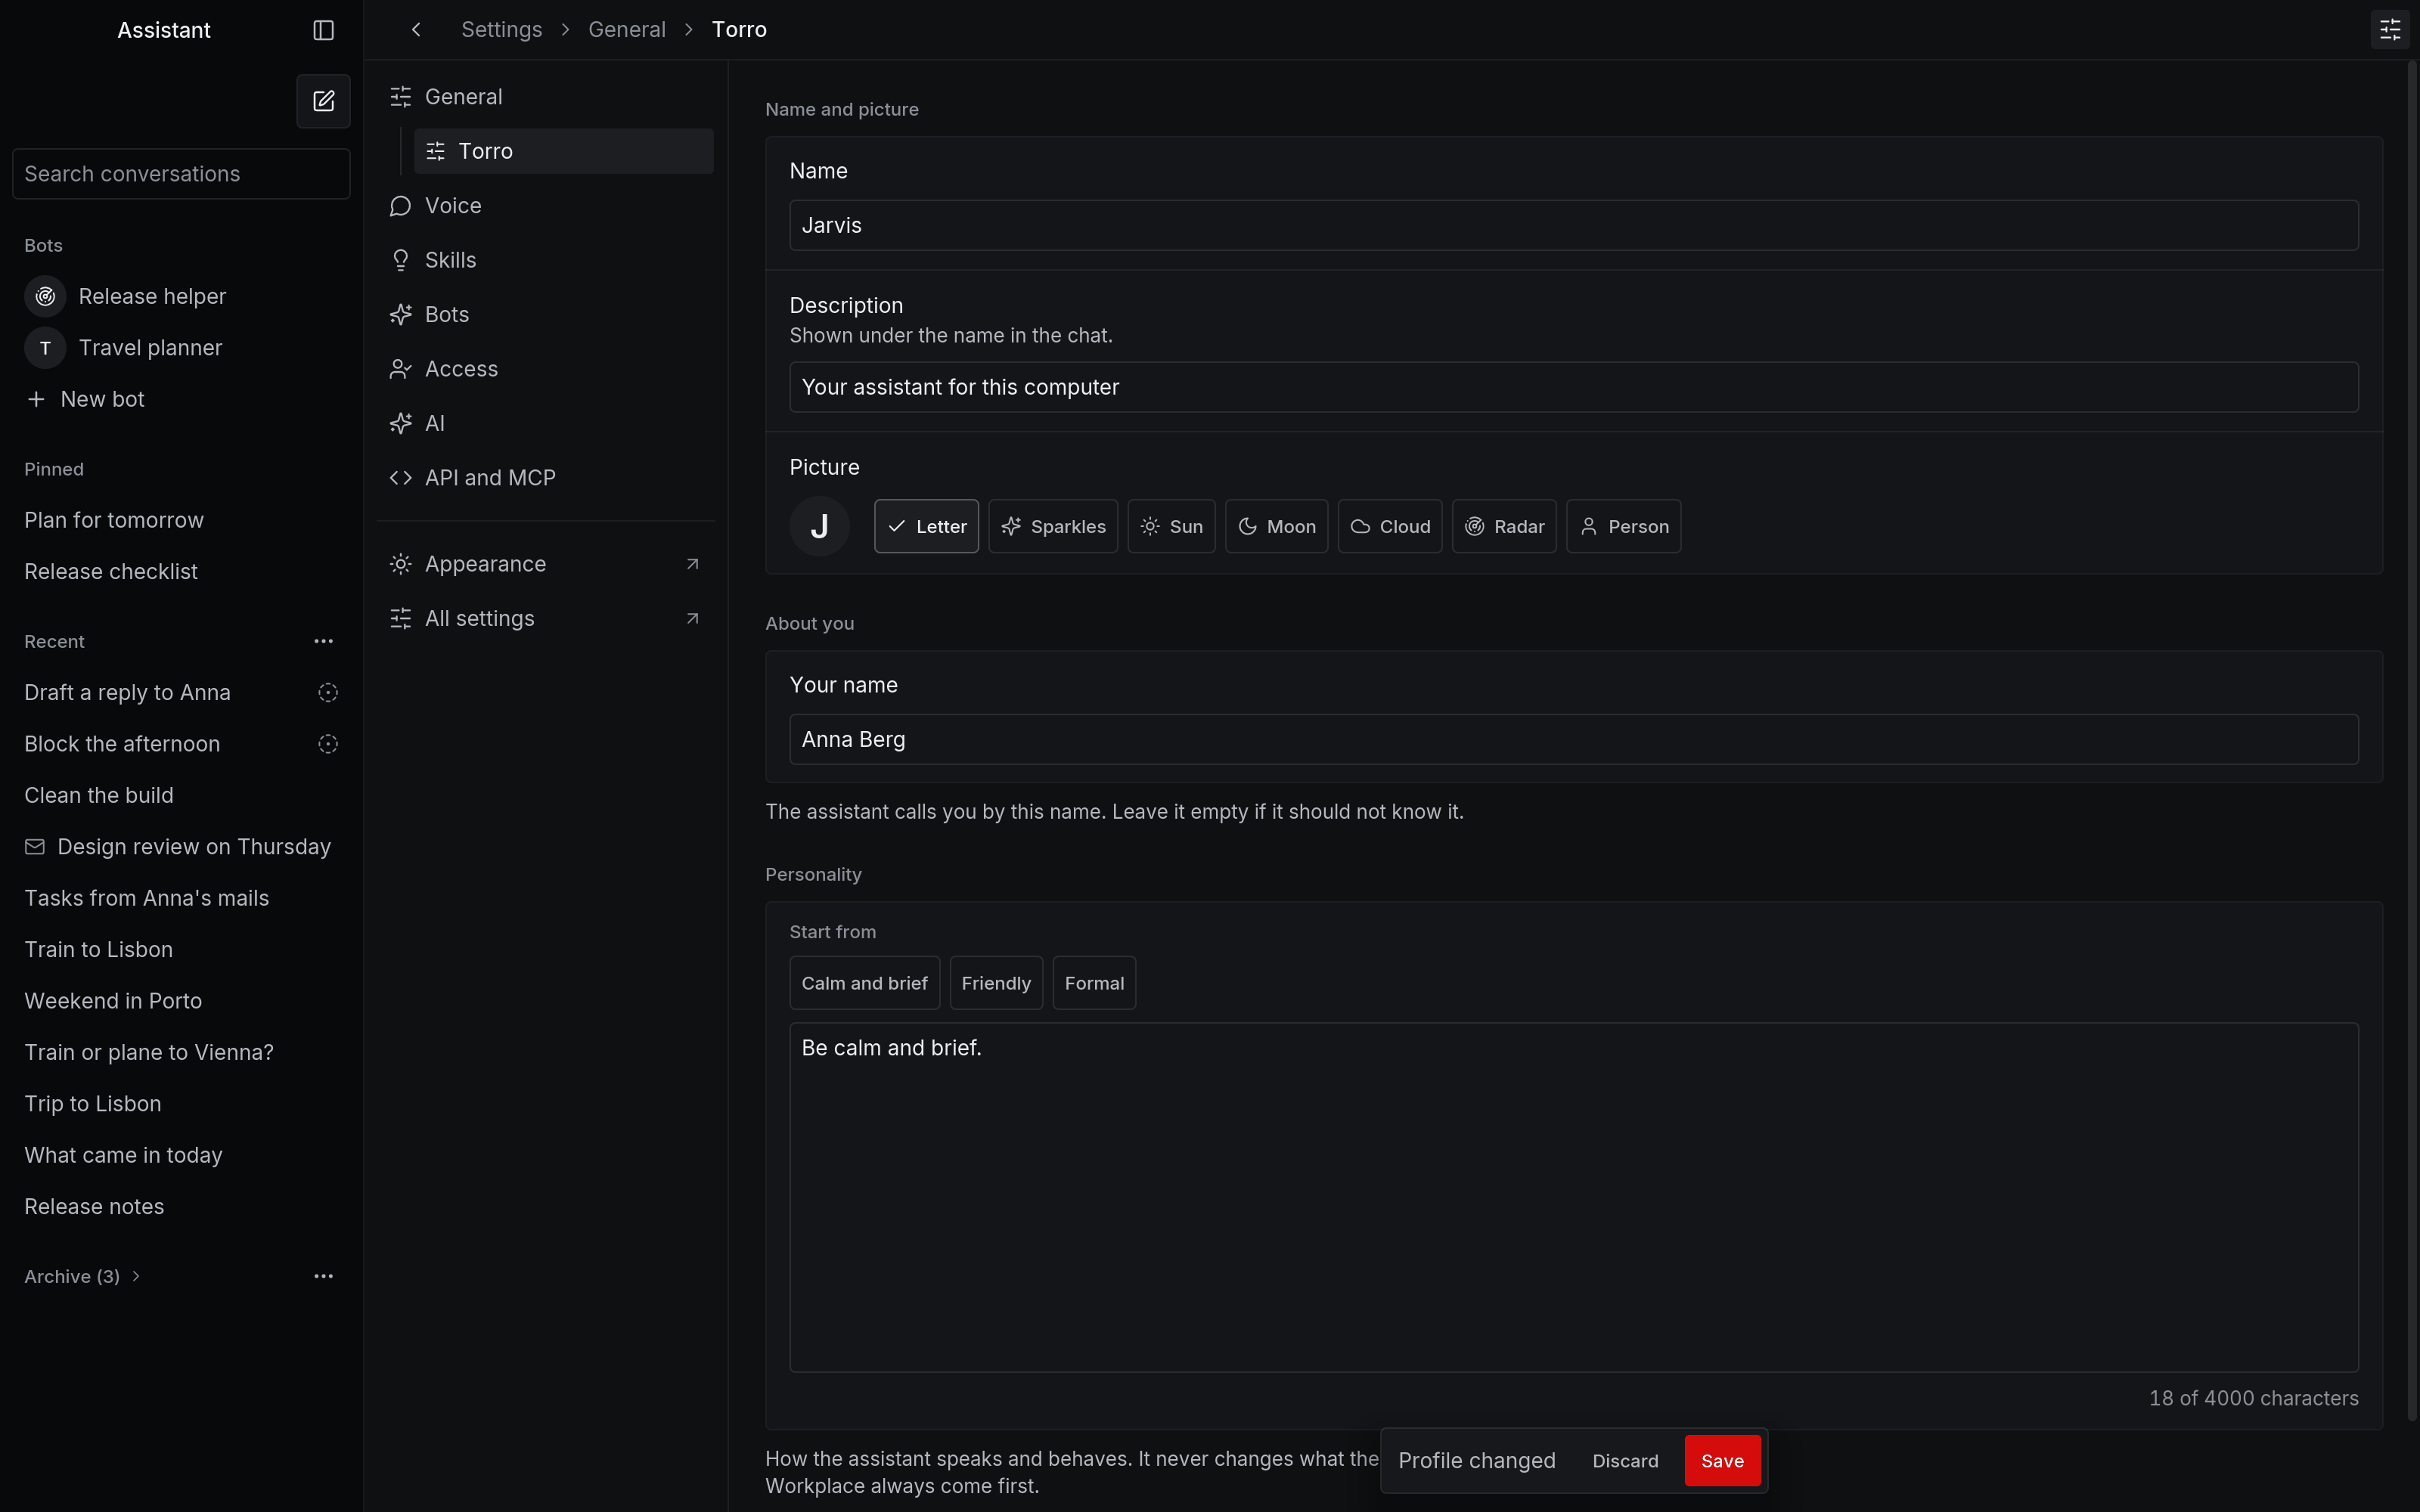 Assistant
Settings
General
Torro
Search conversations
Bots
Release helper
T
Travel planner
New bot
Pinned
Plan for tomorrow
Release checklist
Recent
Draft a reply to Anna
Block the afternoon
Clean the build
Design review on Thursday
Tasks from Anna's mails
Train to Lisbon
Weekend in Porto
Train or plane to Vienna?
Trip to Lisbon
What came in today
Release notes
Archive (3)
General
Torro
Voice
Skills
Bots
Access
AI
API and MCP
Appearance
All settings
Name and picture
Name
Jarvis
Description
Shown under the name in the chat.
Your assistant for this computer
Picture
J
Letter
Sparkles
Sun
Moon
Cloud
Radar
Person
About you
Your name
Anna Berg
The assistant calls you by this name. Leave it empty if it should not know it.
Personality
Start from
Calm and brief
Friendly
Formal
Be calm and brief.
18 of 4000 characters
How the assistant speaks and behaves. It never changes what the
Workplace always come first.
Profile changed
Discard
Save